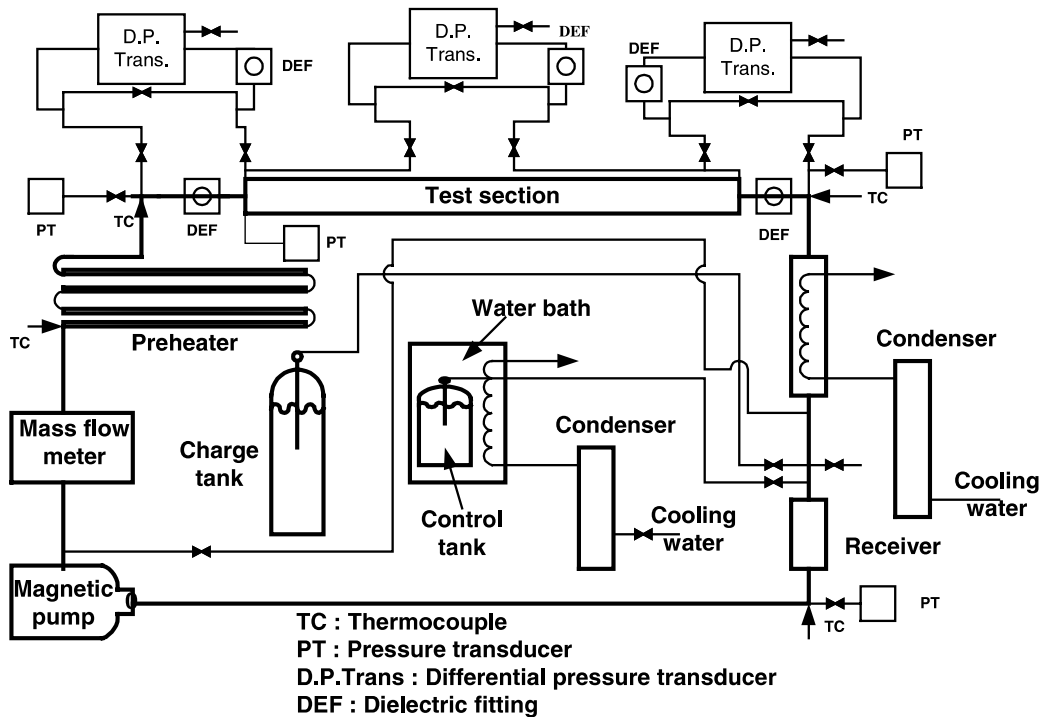 D.P.
Trans.
DEF
D.P.
Trans.
DEF
DEF
D.P.
Trans.
PT
PT
TC
DEF
Test section
DEF
TC
PT
TC
Preheater
Water bath
Condenser
Mass flow
meter
Charge
tank
Control
tank
Condenser
Cooling
water
Cooling
water
Receiver
Magnetic
pump
PT
TC
TC : Thermocouple
PT : Pressure transducer
D.P.Trans : Differential pressure transducer
DEF : Dielectric fitting